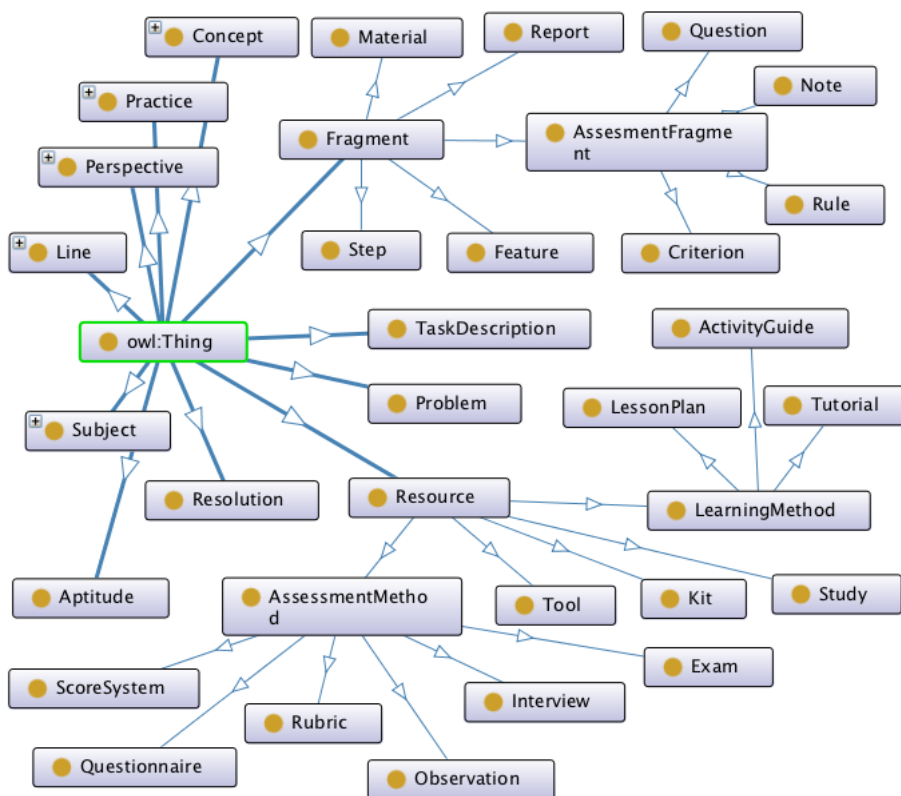 Concept
Material
Report
Question
Practice
Note
Fragment
AssesmentFragme
nt
Perspective
Rule
Line
Step
Feature
Criterion
owl:Thing
TaskDescription
ActivityGuide
Problem
LessonPlan
Tutorial
Subject
Resolution
Resource
LearningMethod
Aptitude
AssessmentMetho
d
Tool
Kit
Study
ScoreSystem
Exam
Rubric
Interview
Questionnaire
Observation